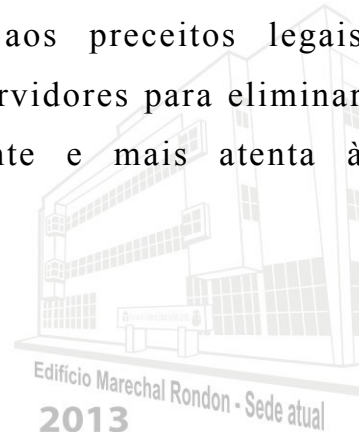 aos preceitos legais
rvidores para eliminar
nte e mais atenta à
Edifício Marechal Rondon - Sede atual
2013